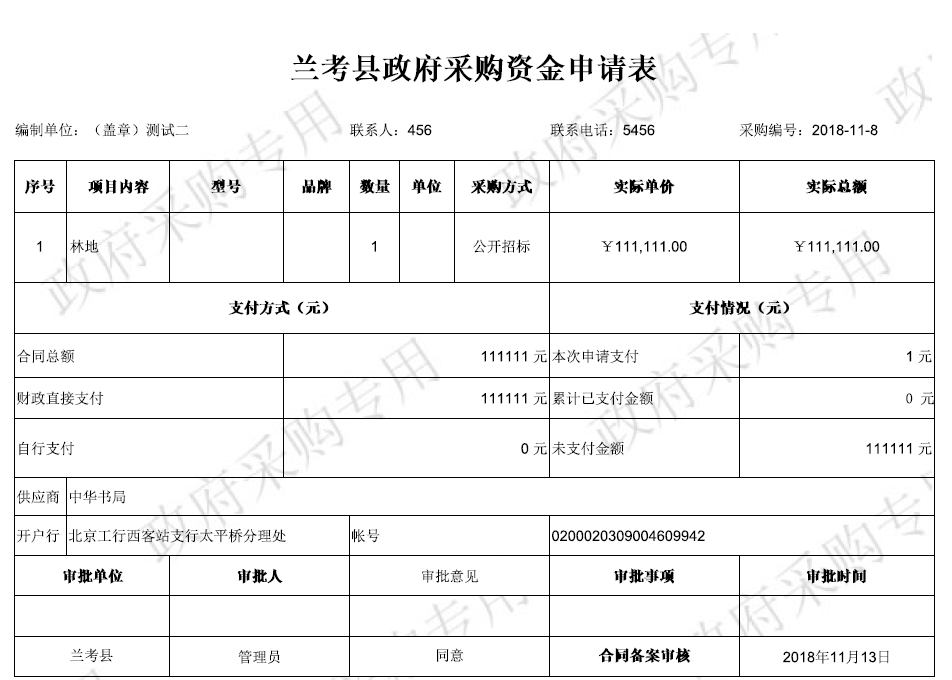 兰考县政府采购资金申请表
编制单位：（盖章）测试二 联系人：456 联系电话：5456 采购编号：2018-11-8
序号 项目内容 型号 品牌 数量 单位 采购方式 实际单价 实际总额
1 林地 1 公开招标 ￥111,111.00 ￥111,111.00
支付方式（元） 支付情况（元）
合同总额 111111 元 本次申请支付 1 元
财政直接支付 111111 元 累计已支付金额 0 元
自行支付 0 元 未支付金额 111111 元
供应商 中华书局
开户行 北京工行西客站支行太平桥分理处 帐号 0200020309004609942
审批单位 审批人 审批意见 审批事项 审批时间
兰考县 管理员 同意 合同备案审核 2018年11月13日
政府采购专用
政府采购专用
政府采购专用
政府采购专用
政府采购专用